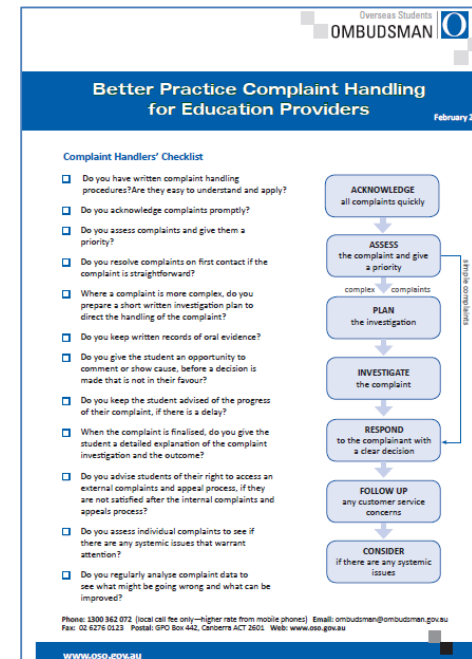 Overseas Students
OMBUDSMAN
Better Practice Complaint Handling
for Education Providers
February 2
Complaint Handlers' Checklist
Do you have written complaint handling
procedures?Are they easy to understand and apply?
Do you acknowledge complaints promptly?
Do you assess complaints and give them a
priority?
Do you resolve complaints on first contact if the
complaint is straightforward?
Where a complaint is more complex, do you
prepare a short written investigation plan to
direct the handling of the complaint?
Do you keep written records of oral evidence?
Do you give the student an opportunity to
comment or show cause, before a decision is
made that is not in their favour?
Do you keep the student advised of the progress
of their complaint, if there is a delay?
When the complaint is finalised, do you give the
student a detailed explanation of the complaint
investigation and the outcome?
Do you advise students of their right to access an
external complaints and appeal process, if they
are not satisfied after the internal complaints and
appeals process?
Do you assess individual complaints to see if
there are any systemic issues that warrant
attention?
Do you regularly analyse complaint data to
see what might be going wrong and what can be
improved?
ACKNOWLEDGE
all complaints quickly
ASSESS
the complaint and give
a priority
complex complaints
simple complaints
PLAN
the investigation
INVESTIGATE
the complaint
RESPOND
to the complainant with
a clear decision
FOLLOW UP
any customer service
concerns
CONSIDER
if there are any systemic
issues
Phone: 1300 362 072 (local call fee only—higher rate from mobile phones) Email: ombudsman@ombudsman.gov.au
Fax: 02 6276 0123 Postal: GPO Box 442, Canberra ACT 2601 Web: www.oso.gov.au
www.oso.gov.au